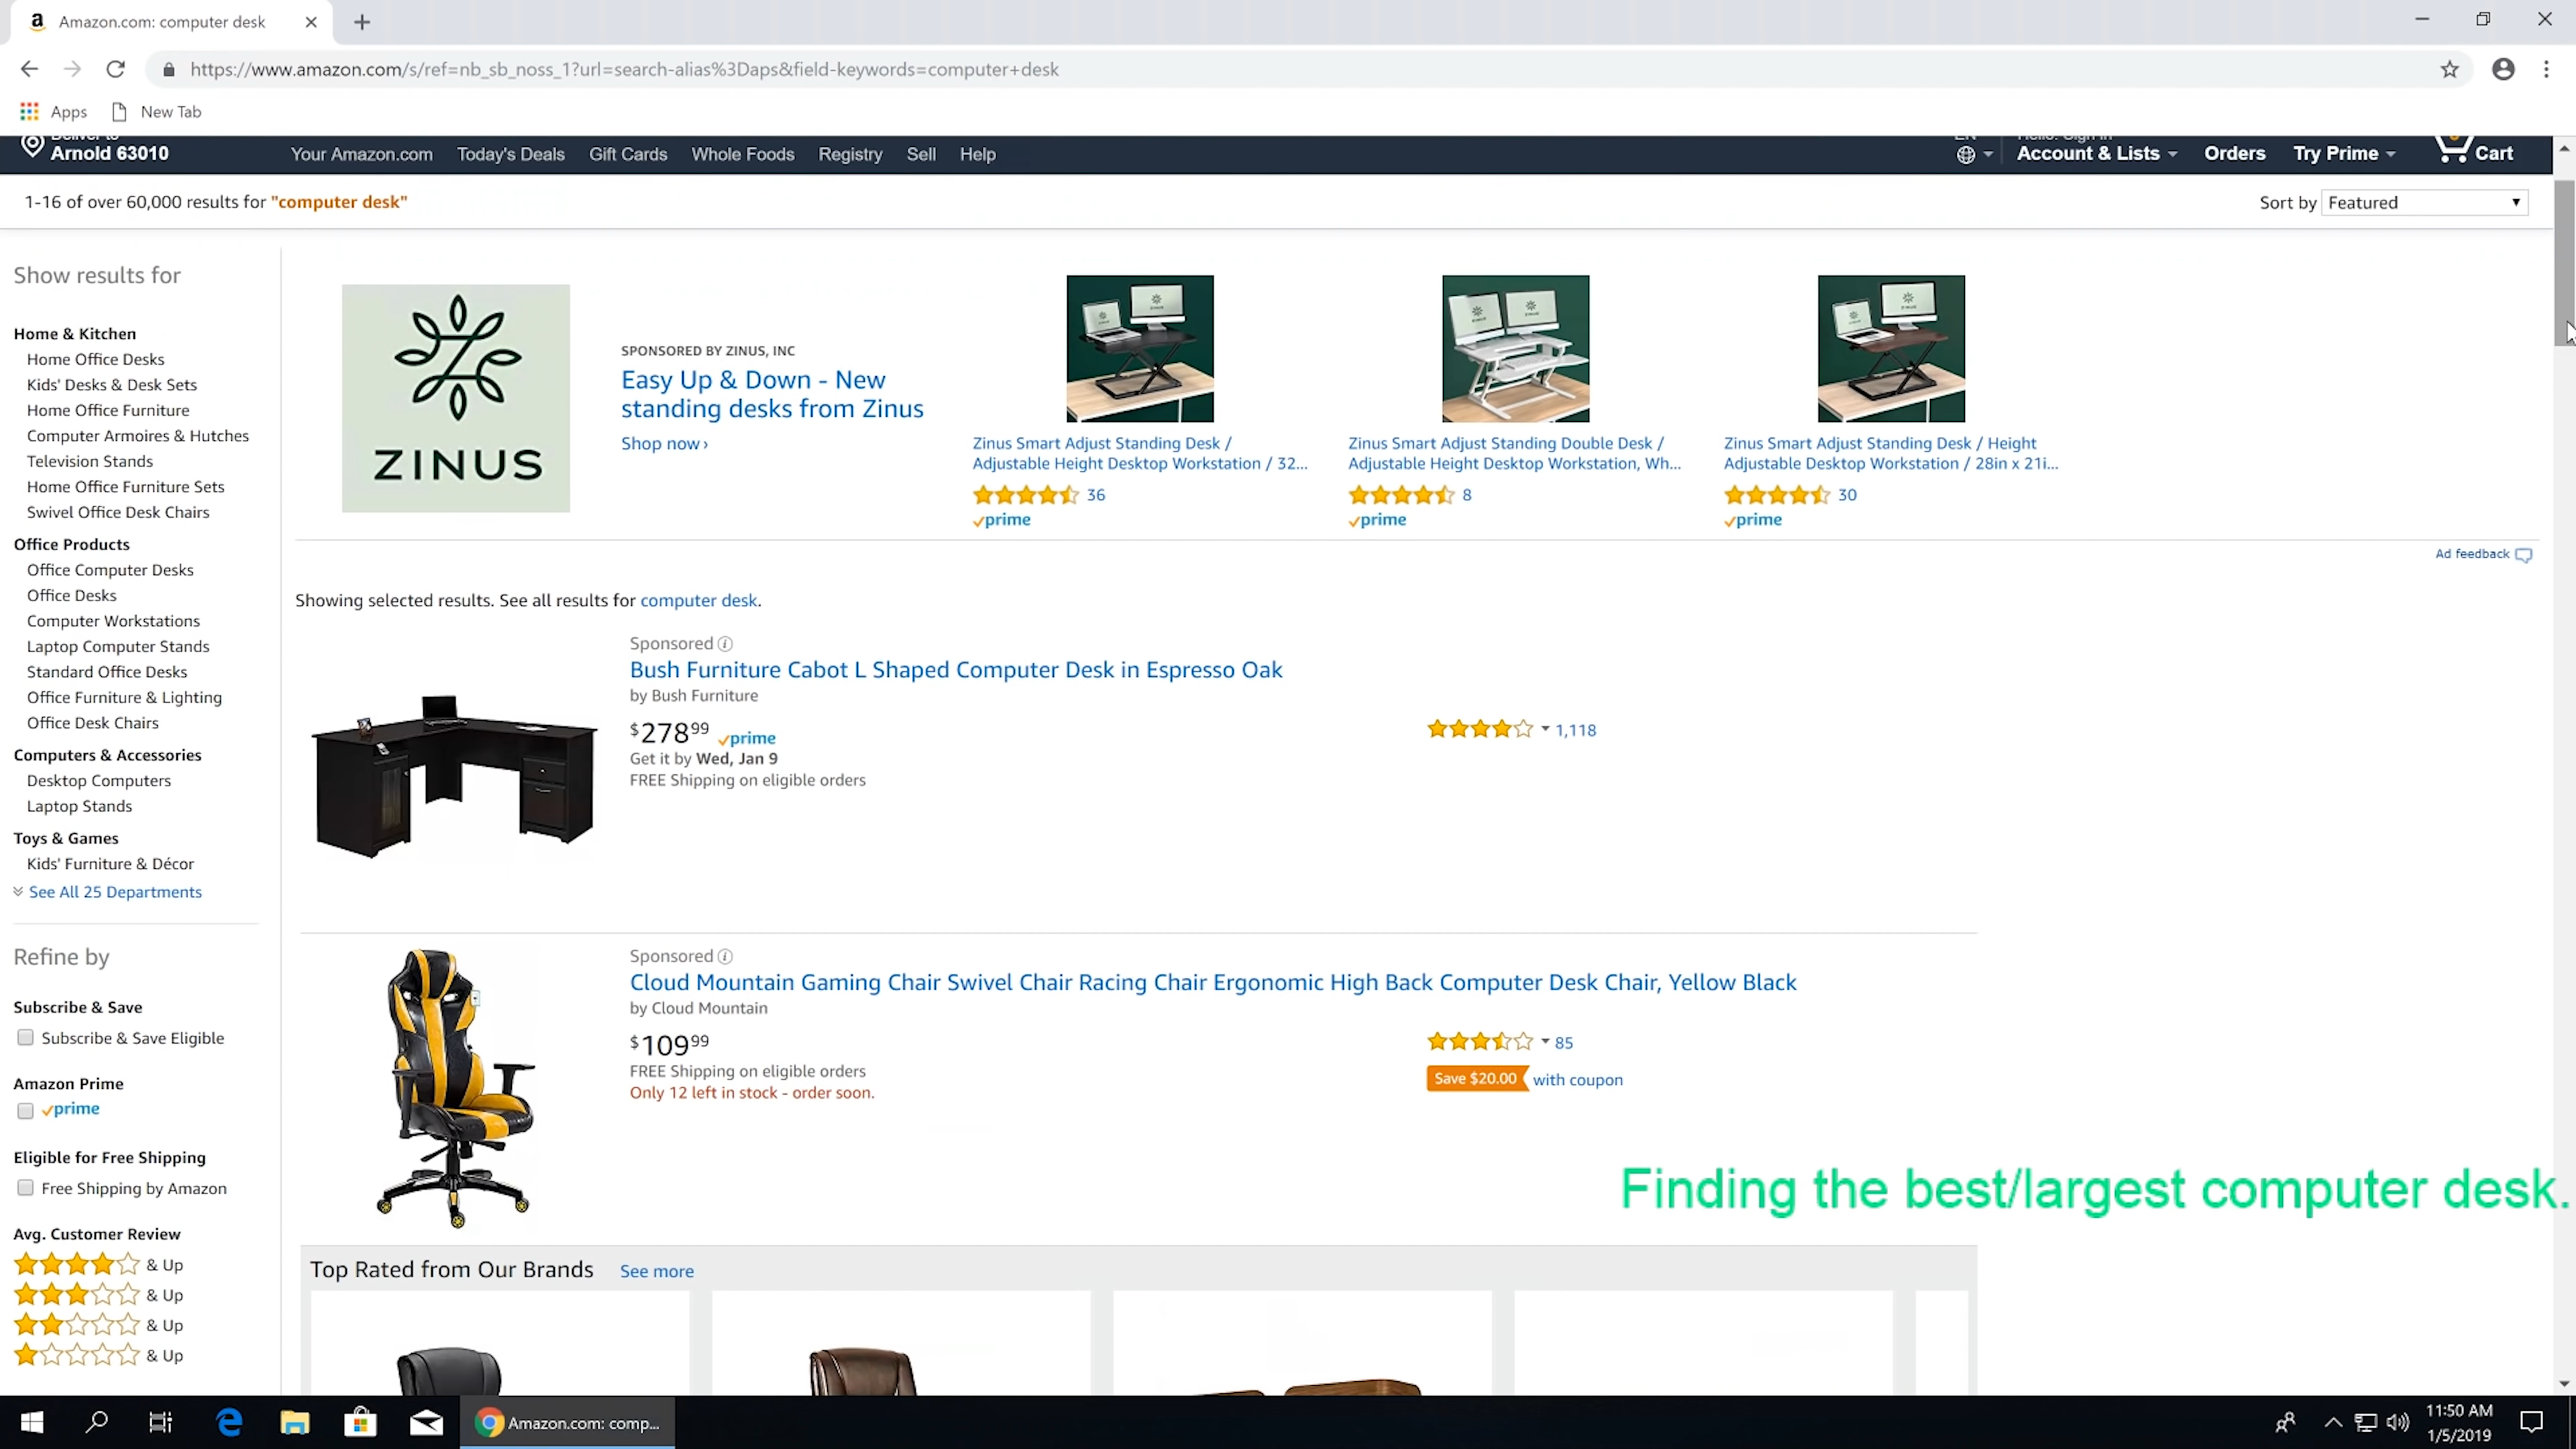 Amazon.com: computer desk
https://www.amazon.com/s/ref=nb_sb_noss_1?url=search-alias%3Daps&field-keywords=computer+desk
Apps
New Tab
Deliver to
Arnold 63010
Your Amazon.com
Today's Deals
Gift Cards
Whole Foods
Registry
Sell
Help
EN
Hello. Sign in
Account & Lists
Orders
Try Prime
Cart
1-16 of over 60,000 results for "computer desk"
Sort by Featured
Show results for
Home & Kitchen
Home Office Desks
Kids' Desks & Desk Sets
Home Office Furniture
Computer Armoires & Hutches
Television Stands
Home Office Furniture Sets
Swivel Office Desk Chairs
Office Products
Office Computer Desks
Office Desks
Computer Workstations
Laptop Computer Stands
Standard Office Desks
Office Furniture & Lighting
Office Desk Chairs
Computers & Accessories
Desktop Computers
Laptop Stands
Toys & Games
Kids' Furniture & Décor
See All 25 Departments
Refine by
Subscribe & Save
Subscribe & Save Eligible
Amazon Prime
prime
Eligible for Free Shipping
Free Shipping by Amazon
Avg. Customer Review
& Up
& Up
& Up
& Up
ZINUS
SPONSORED BY ZINUS, INC
Easy Up & Down - New
standing desks from Zinus
Shop now ›
Zinus Smart Adjust Standing Desk /
Adjustable Height Desktop Workstation / 32...
36
prime
Zinus Smart Adjust Standing Double Desk /
Adjustable Height Desktop Workstation, Wh...
8
prime
Zinus Smart Adjust Standing Desk / Height
Adjustable Desktop Workstation / 28in x 21i...
30
prime
Ad feedback
Showing selected results. See all results for computer desk.
Sponsored
Bush Furniture Cabot L Shaped Computer Desk in Espresso Oak
by Bush Furniture
$278 99 prime
Get it by Wed, Jan 9
FREE Shipping on eligible orders
1,118
Sponsored
Cloud Mountain Gaming Chair Swivel Chair Racing Chair Ergonomic High Back Computer Desk Chair, Yellow Black
by Cloud Mountain
$109 99
FREE Shipping on eligible orders
Only 12 left in stock - order soon.
85
Save $20.00 with coupon
Finding the best/largest computer desk.
Top Rated from Our Brands See more
Amazon.com: comp...
11:50 AM
1/5/2019